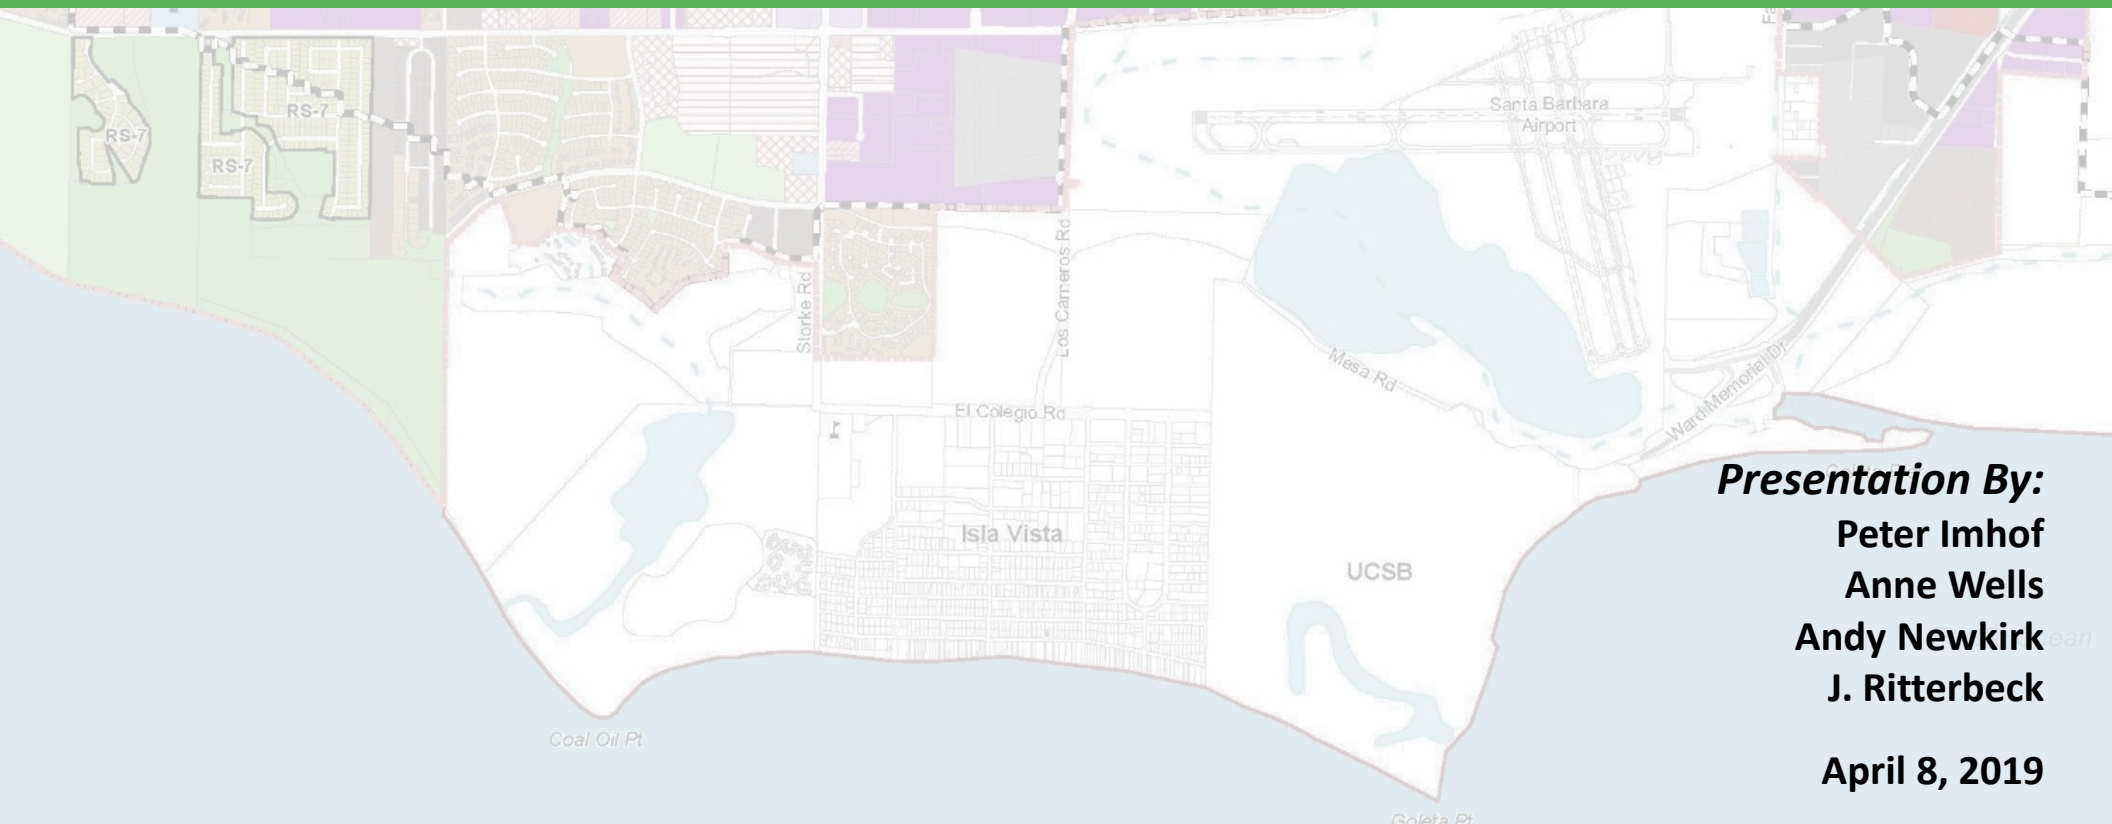 RS-7
RS-7
RS-7
Santa Barbara
Airport
Storke Rd
Los Carneros Rd
Mesa Rd
Ward Memorial Dr
El Colegio Rd
Presentation By:
Peter Imhof
Isla Vista
UCSB
Anne Wells
Andy Newkirk
J. Ritterbeck
Coal Oil Pt
April 8, 2019
Goleta Pt